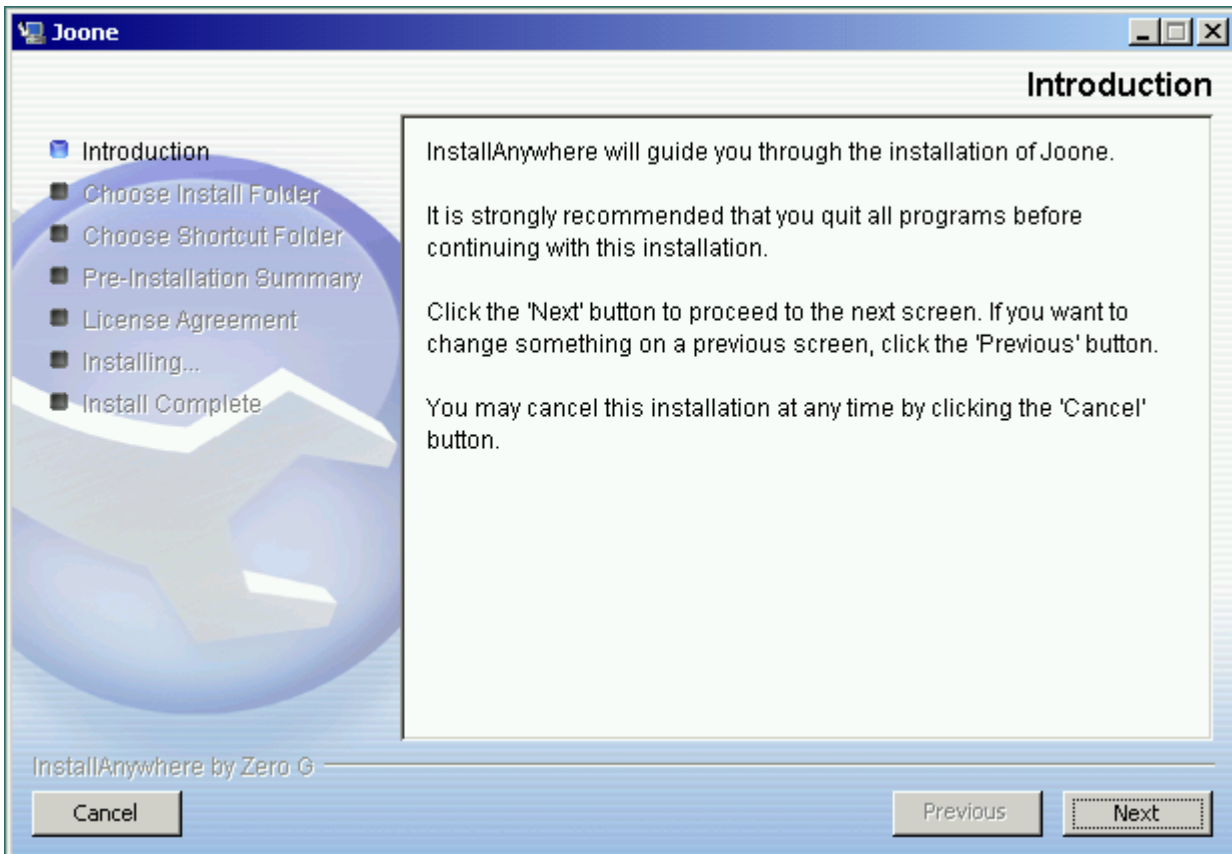 Joone
Introduction
Introduction
Choose Install Folder
Choose Shortcut Folder
Pre-Installation Summary
License Agreement
Installing...
Install Complete
InstallAnywhere will guide you through the installation of Joone.
It is strongly recommended that you quit all programs before
continuing with this installation.
Click the 'Next' button to proceed to the next screen. If you want to
change something on a previous screen, click the 'Previous' button.
You may cancel this installation at any time by clicking the 'Cancel'
button.
InstallAnywhere by Zero G
Cancel
Previous
Next